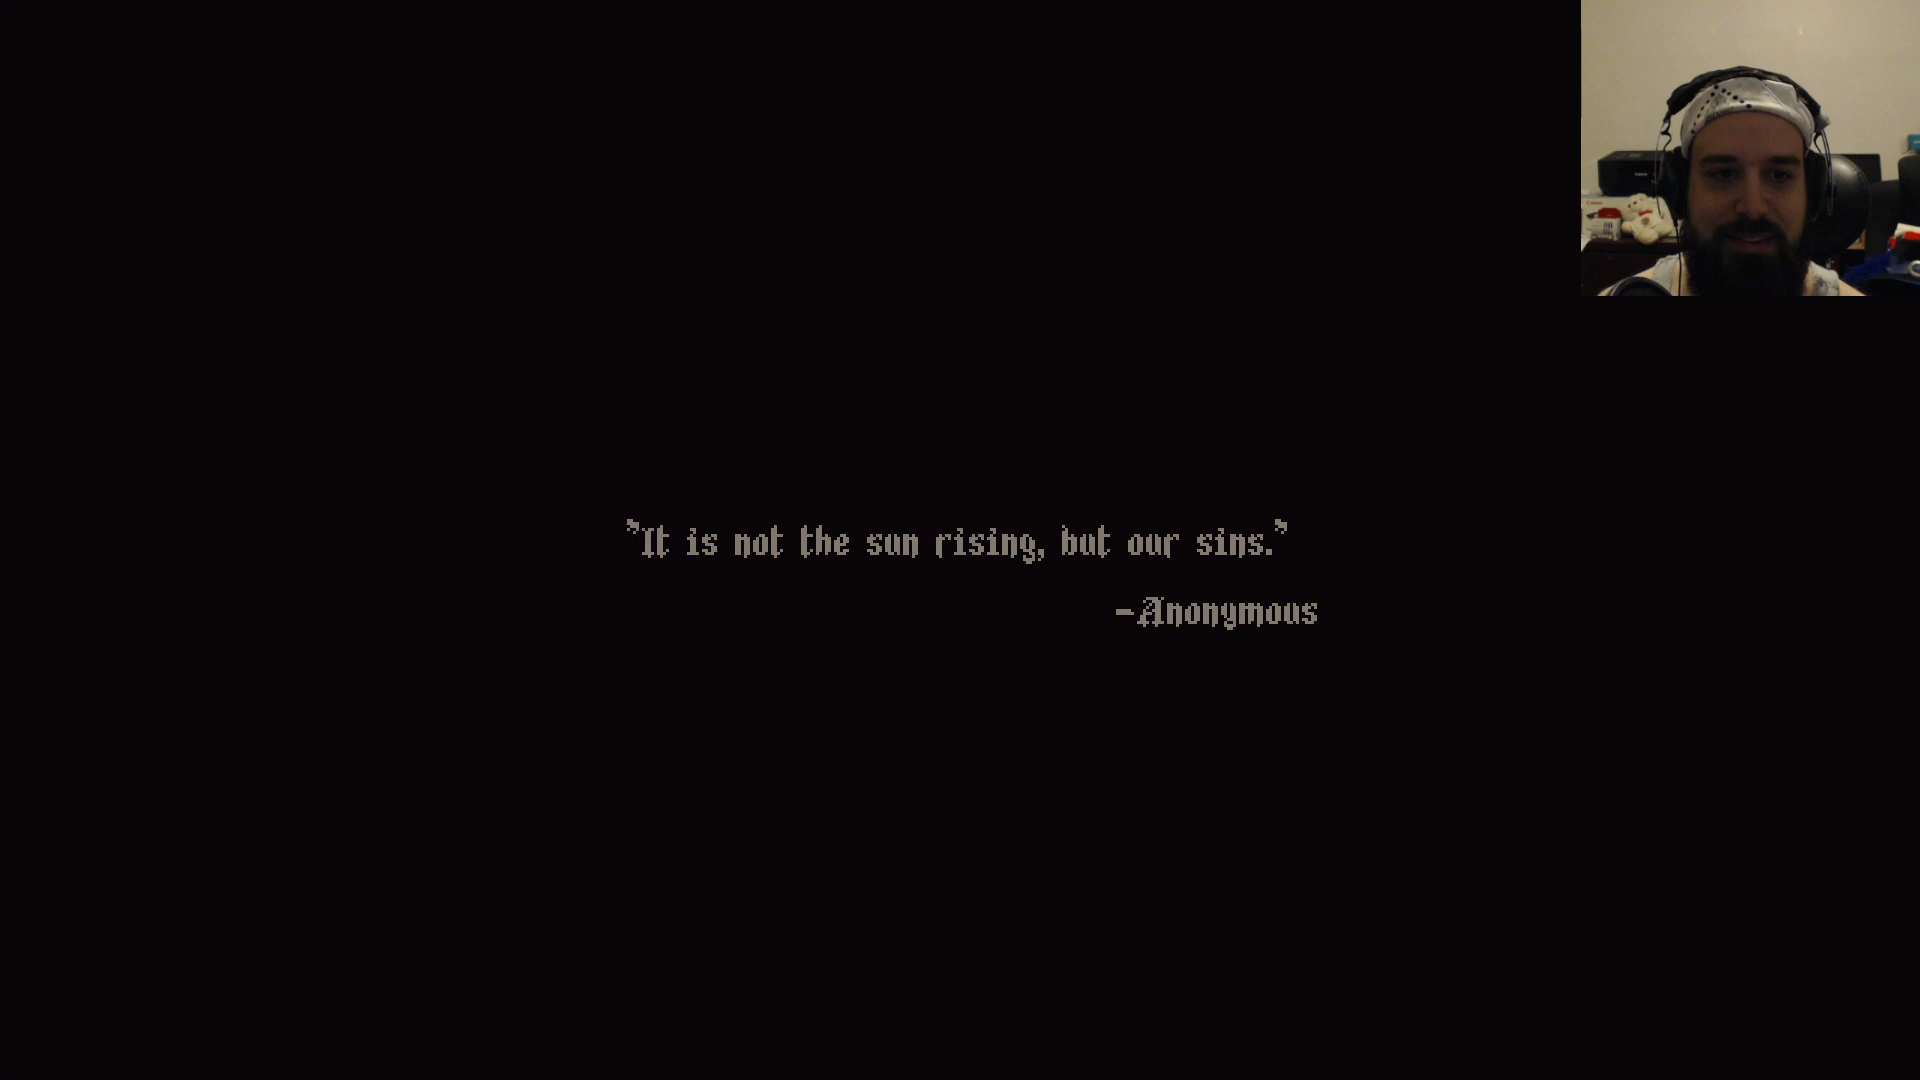 "It is not the sun rising, but our sins."
-Anonymous